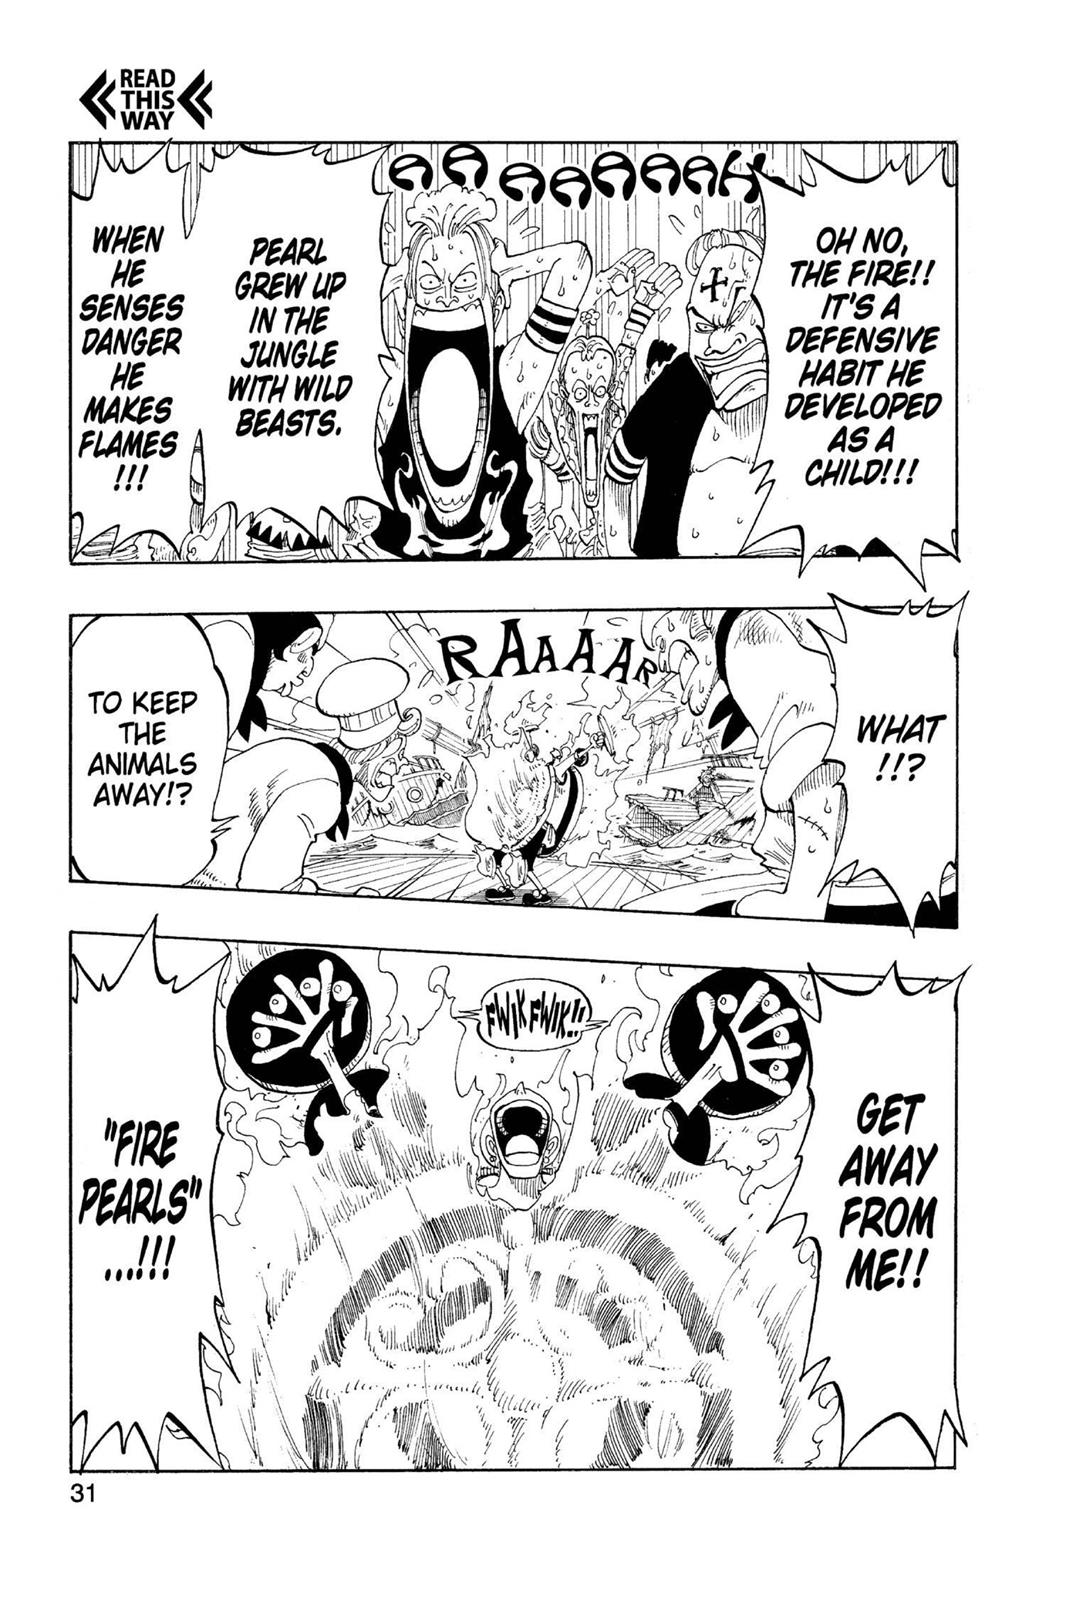 READ
THIS
WAY
AAAAAAAAH
OH NO,
THE FIRE!!
IT'S A
DEFENSIVE
HABIT HE
DEVELOPED
AS A
CHILD!!!
PEARL
GREW UP
IN THE
JUNGLE
WITH WILD
BEASTS.
WHEN
HE
SENSES
DANGER
HE
MAKES
FLAMES
!!!
WHAT
!!?
RAAAAR
TO KEEP
THE
ANIMALS
AWAY!?
GET
AWAY
FROM
ME!!
FWIK FWIK!!
"FIRE
PEARLS"
...!!!
31